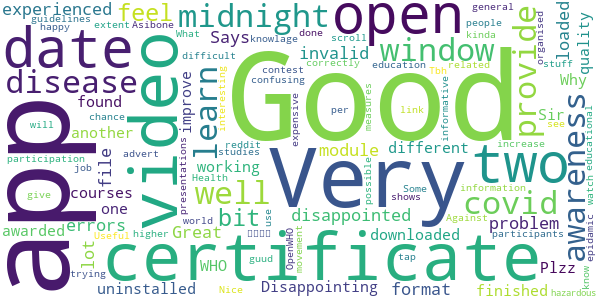 experienced
guidelines
happy
extent
Asibone
What
knowlage
done
scroll
people
kinda
general
organised
date
feel
midnight
open
window
Says
difficult
contest
confusing
invalid
loaded
quality
stuff
disease
app
video
learn
improve
interesting
Good
correctly
education
Tbh
related
provide
Why
found
chance
another
will
participation
file
advert
presentations
expensive
per
link
measures
informative
increase
Sir
see
educational
watch
awareness
reddit
studies
module
different
two
working
Health
possible
Some
shows
Very
information
epidemic
know
give
job
courses
one
well
bit
disappointed
covid
awarded
errors
Great
world
use
Against
problem
participants
Useful
higher
lot
WHO
OpenWHO
movement
downloaded
tap
Plzz
trying
certificate
uninstalled
Nice
guud
Disappointing
format
finished
hazardous